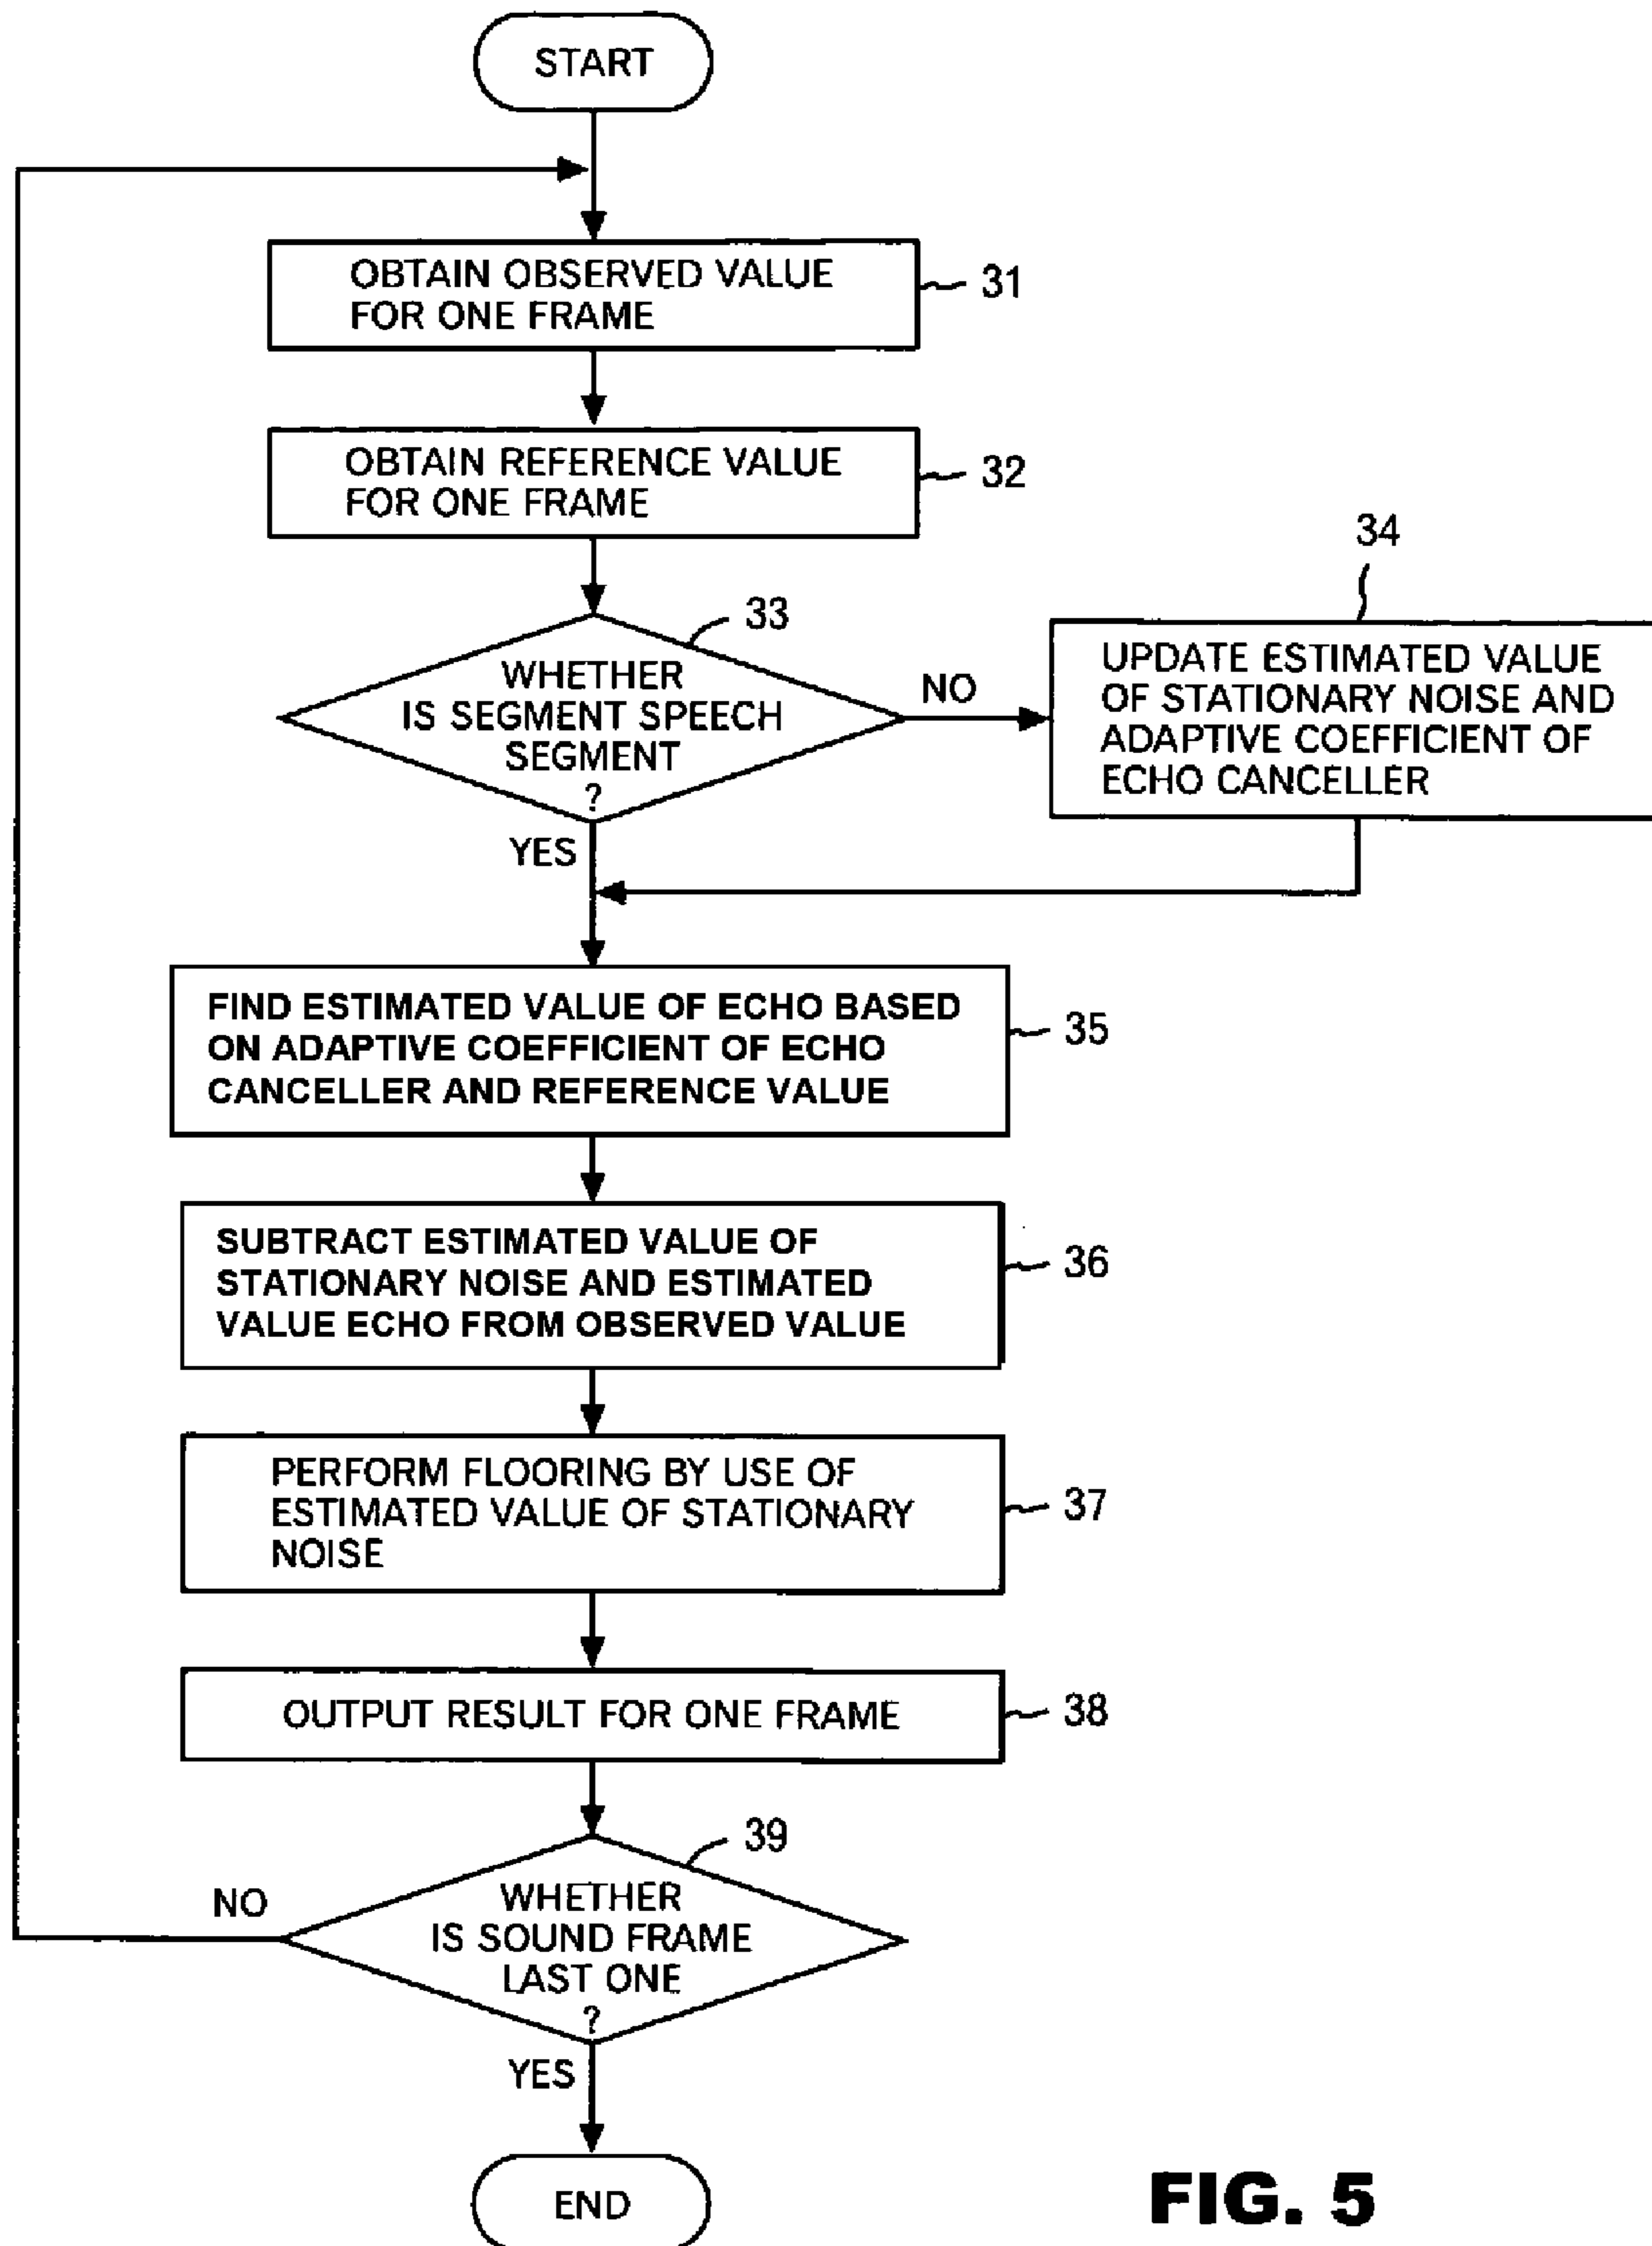 START
OBTAIN OBSERVED VALUE
FOR ONE FRAME
31
OBTAIN REFERENCE VALUE
FOR ONE FRAME
32
33
WHETHER
IS SEGMENT SPEECH
SEGMENT
?
NO
YES
34
UPDATE ESTIMATED VALUE
OF STATIONARY NOISE AND
ADAPTIVE COEFFICIENT OF
ECHO CANCELLER
FIND ESTIMATED VALUE OF ECHO BASED
ON ADAPTIVE COEFFICIENT OF ECHO
CANCELLER AND REFERENCE VALUE
35
SUBTRACT ESTIMATED VALUE OF
STATIONARY NOISE AND ESTIMATED
VALUE ECHO FROM OBSERVED VALUE
36
PERFORM FLOORING BY USE OF
ESTIMATED VALUE OF STATIONARY
NOISE
37
OUTPUT RESULT FOR ONE FRAME
38
39
WHETHER
IS SOUND FRAME
LAST ONE
?
NO
YES
END
FIG. 5